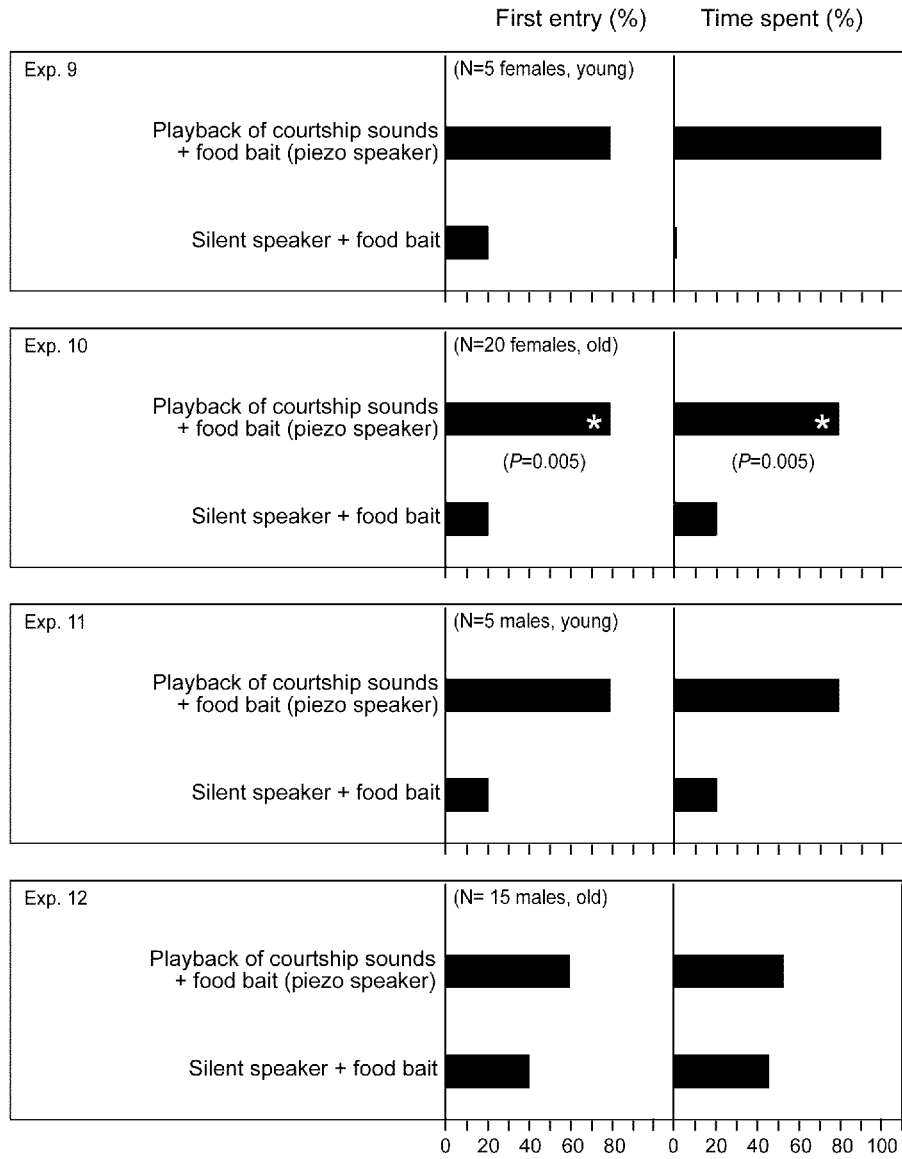 First entry (%) Time spent (%)
Exp. 9 (N=5 females, young)
Playback of courtship sounds
+ food bait (piezo speaker)
Silent speaker + food bait
Exp. 10 (N=20 females, old)
Playback of courtship sounds
+ food bait (piezo speaker)
* *
(P=0.005) (P=0.005)
Silent speaker + food bait
Exp. 11 (N=5 males, young)
Playback of courtship sounds
+ food bait (piezo speaker)
Silent speaker + food bait
Exp. 12 (N= 15 males, old)
Playback of courtship sounds
+ food bait (piezo speaker)
Silent speaker + food bait
0 20 40 60 80 0 20 40 60 80 100